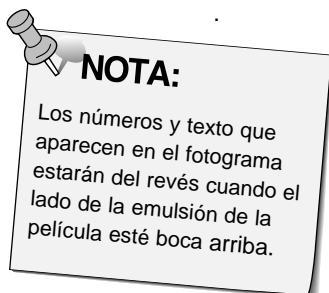 NOTA:
Los números y texto que
aparecen en el fotograma
estarán del revés cuando el
lado de la emulsión de la
película esté boca arriba.